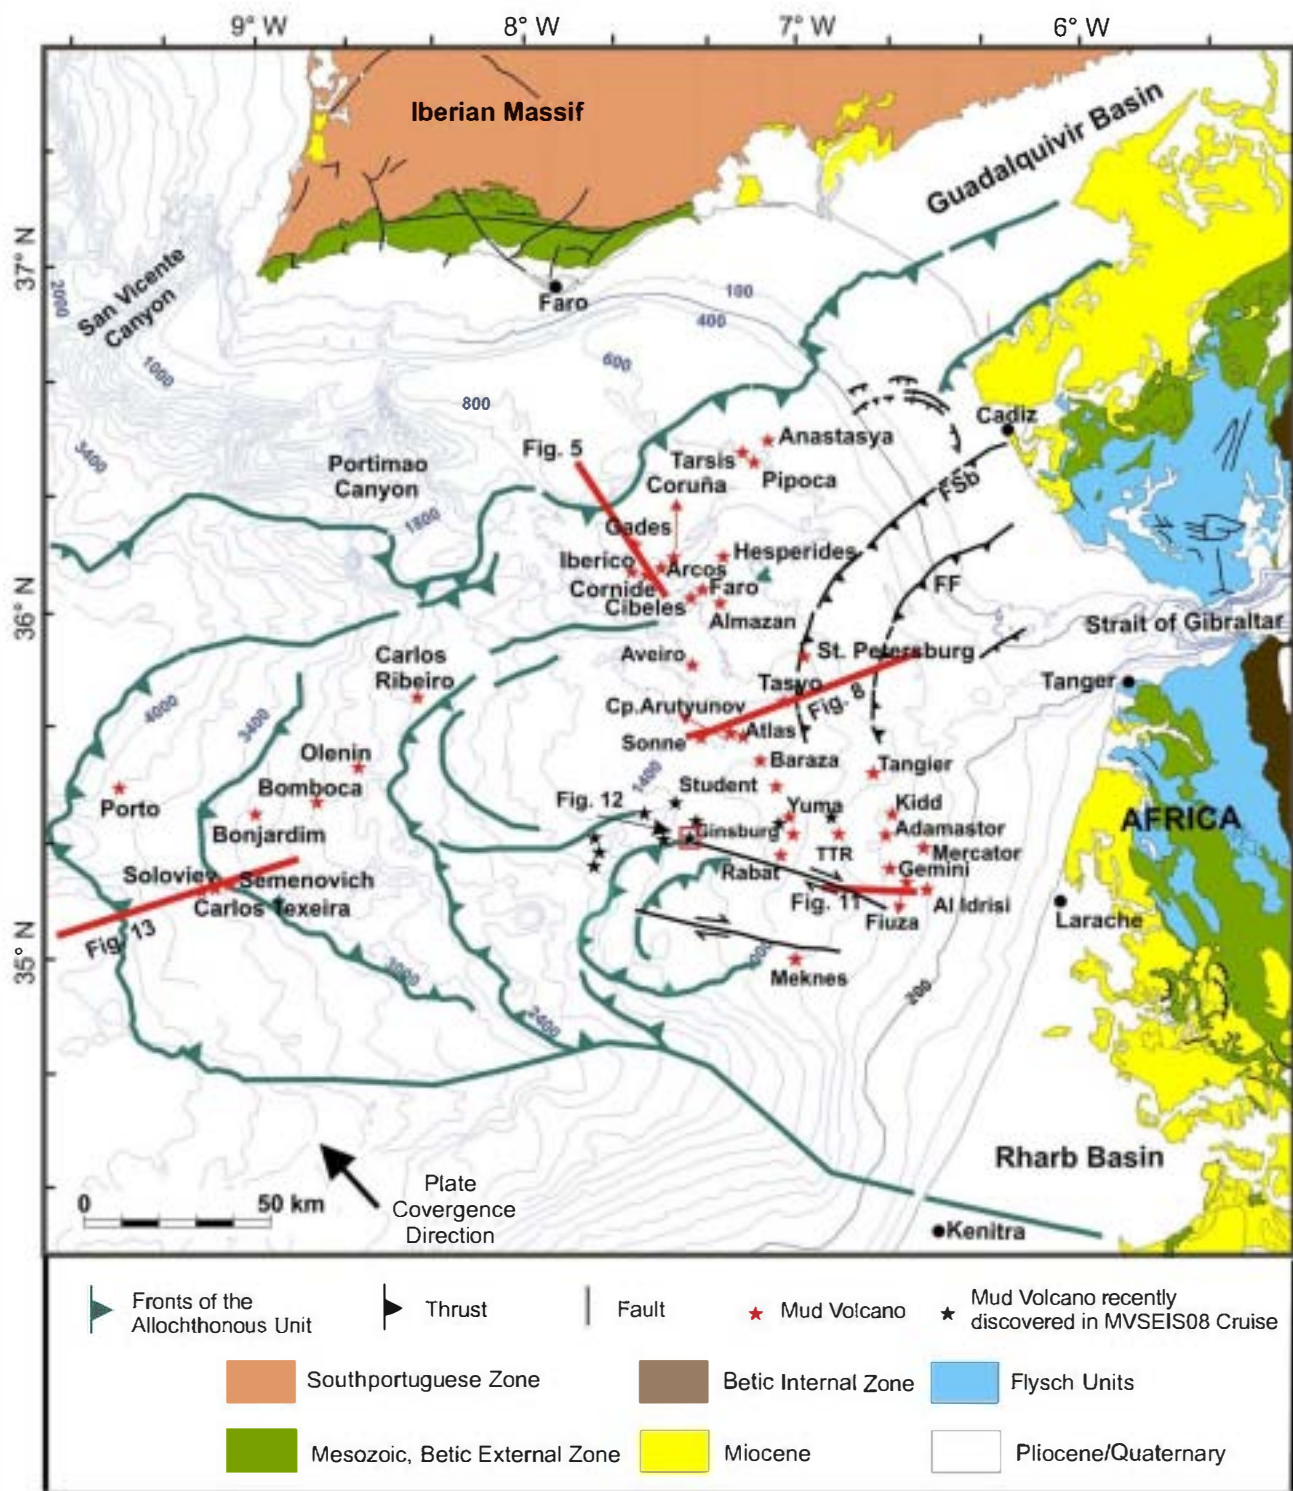 9° W
8° W
7° W
6° W
Iberian Massif
Guadalquivir Basin
37° N
San Vicente
Canyon
2000
Faro
100
400
600
1000
800
Cadiz
Fig. 5
Anastasya
Tarsis
Pipoca
3400
Portimao
Canyon
Coruña
FSb
1800
Gades
Iberico
Arcos
Hesperides
Cornide
Faro
FF
Cibeles
Almazan
36° N
Strait of Gibraltar
Carlos
Ribeiro
Aveiro
St. Petersburg
Tanger
Tasyo
Fig. 8
4000
3400
Cp.Arutyunov
Sonne
Atlas
Olenin
Baraza
Tangier
1400
Student
Bomboca
Porto
Fig. 12
Yuma
Kidd
AFRICA
Bonjardim
Ginsburg
Adamastor
TTR
Mercator
Rabat
Gemini
Soloviev
Semenovich
Fig. 11
Al Idrisi
Carlos Texeira
Fiuza
Larache
Fig. 13
35° N
3000
Meknes
200
2400
Rharb Basin
0
50 km
Plate
Covergence
Direction
Kenitra
Fronts of the
Allochthonous Unit
Thrust
Fault
Mud Volcano
Mud Volcano recently
discovered in MVSEIS08 Cruise
Southportuguese Zone
Betic Internal Zone
Flysch Units
Mesozoic, Betic External Zone
Miocene
Pliocene/Quaternary